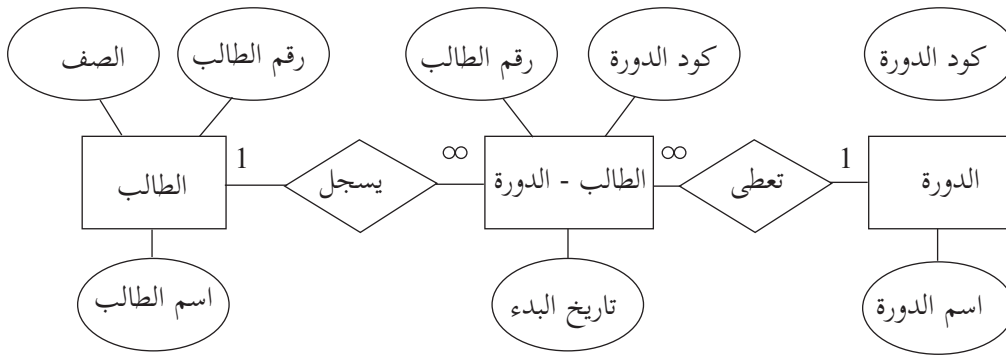 كود الدورة
كود الدورة
رقم الطالب
رقم الطالب
الصف
1
∞
∞
1
الدورة
تعطى
الطالب - الدورة
يسجل
الطالب
اسم الدورة
تاريخ البدء
اسم الطالب